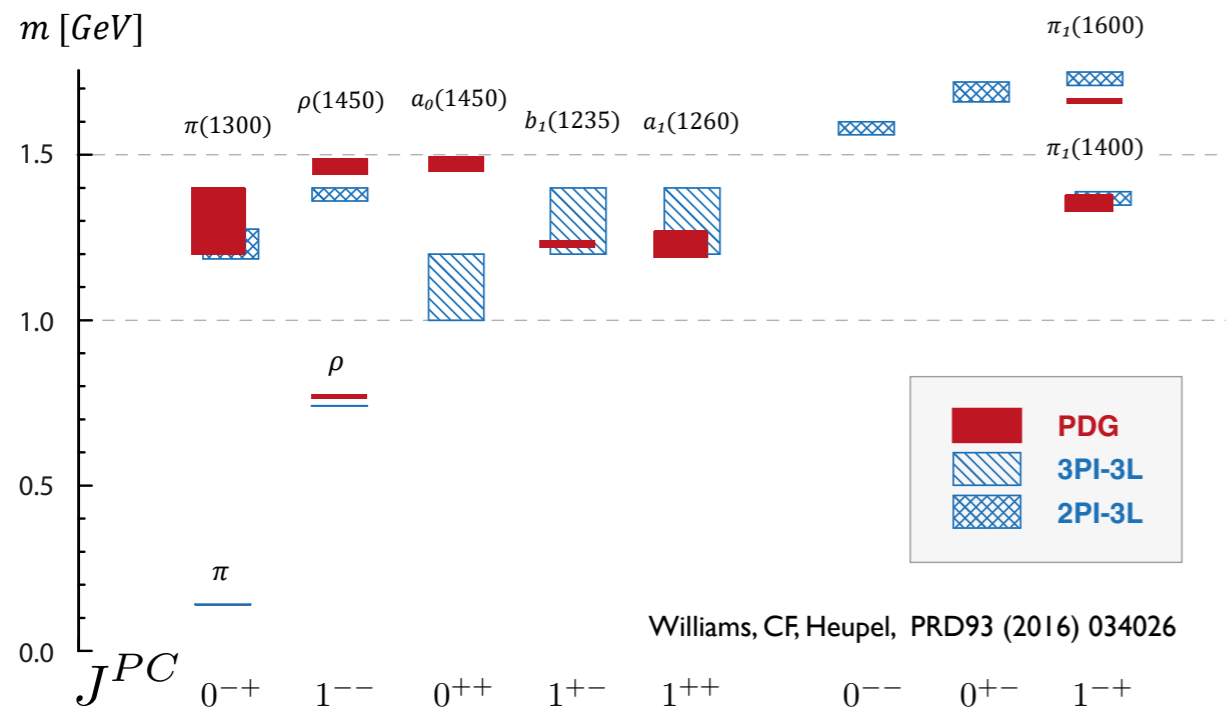 m [GeV]
π₁(1600)
ρ(1450)
a₀(1450)
π(1300)
b₁(1235)
a₁(1260)
1.5
π₁(1400)
1.0
ρ
PDG
3PI-3L
0.5
2PI-3L
π
Williams, CF, Heupel, PRD93 (2016) 034026
0.0
J^{PC}
0⁻⁺ 1⁻⁻ 0⁺⁺ 1⁺⁻ 1⁺⁺ 0⁻⁻ 0⁺⁻ 1⁻⁺